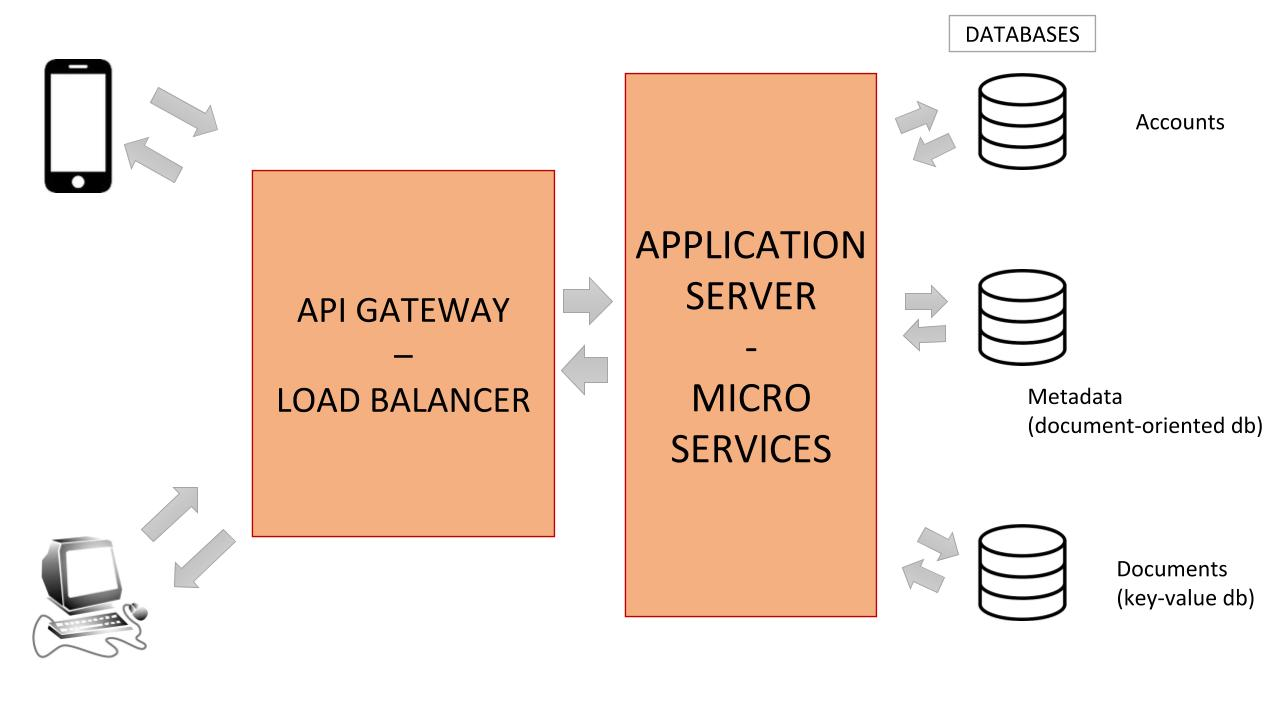 DATABASES
Accounts
API GATEWAY
–
LOAD BALANCER
APPLICATION
SERVER
-
MICRO
SERVICES
Metadata
(document-oriented db)
Documents
(key-value db)